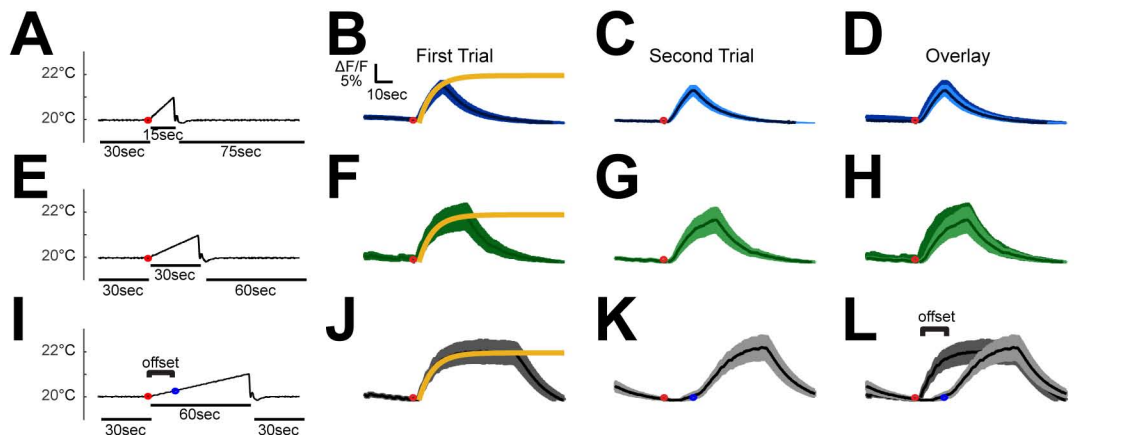 A
B
C
D
First Trial
Second Trial
Overlay
22°C
20°C
15sec
30sec
75sec
ΔF/F
5%
10sec
E
F
G
H
22°C
20°C
30sec
30sec
60sec
I
J
K
L
offset
offset
22°C
20°C
60sec
30sec
30sec